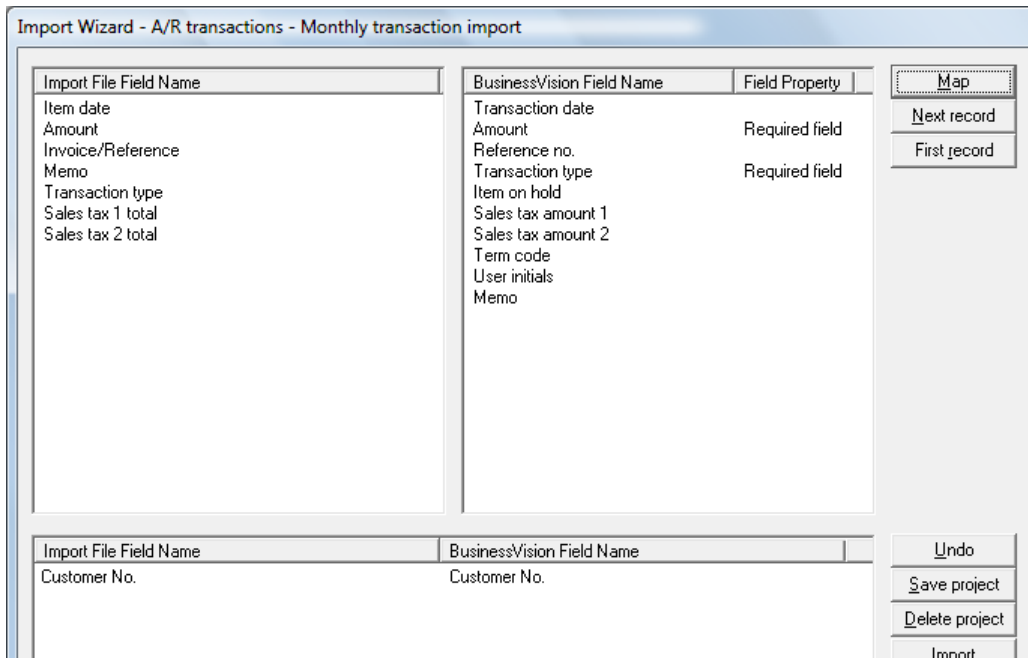 Import Wizard - A/R transactions - Monthly transaction import
Import File Field Name
Item date
Amount
Invoice/Reference
Memo
Transaction type
Sales tax 1 total
Sales tax 2 total
BusinessVision Field Name Field Property
Transaction date
Amount Required field
Reference no.
Transaction type Required field
Item on hold
Sales tax amount 1
Sales tax amount 2
Term code
User initials
Memo
Map
Next record
First record
Import File Field Name BusinessVision Field Name
Customer No. Customer No.
Undo
Save project
Delete project
Import